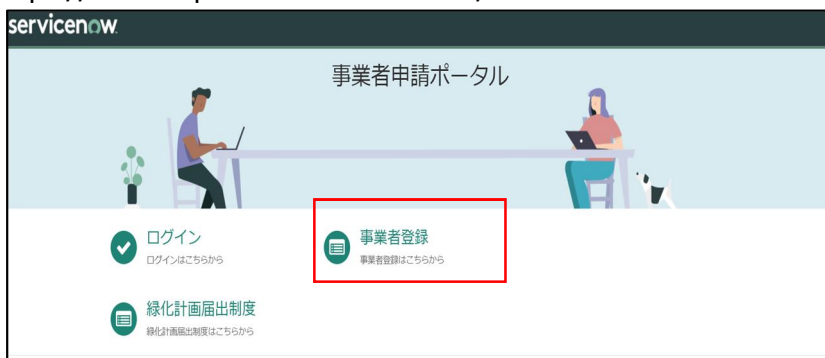 servicenow
事業者申請ポータル
ログイン
ログインはこちらから
事業者登録
事業者登録はこちらから
緑化計画届出制度
緑化計画届出制度はこちらから